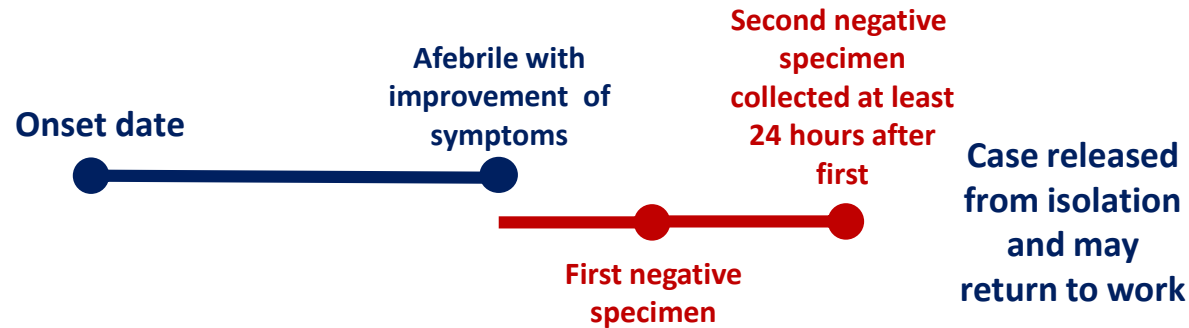 Onset date
Afebrile with
improvement of
symptoms
First negative
specimen
Second negative
specimen
collected at least
24 hours after
first
Case released
from isolation
and may
return to work